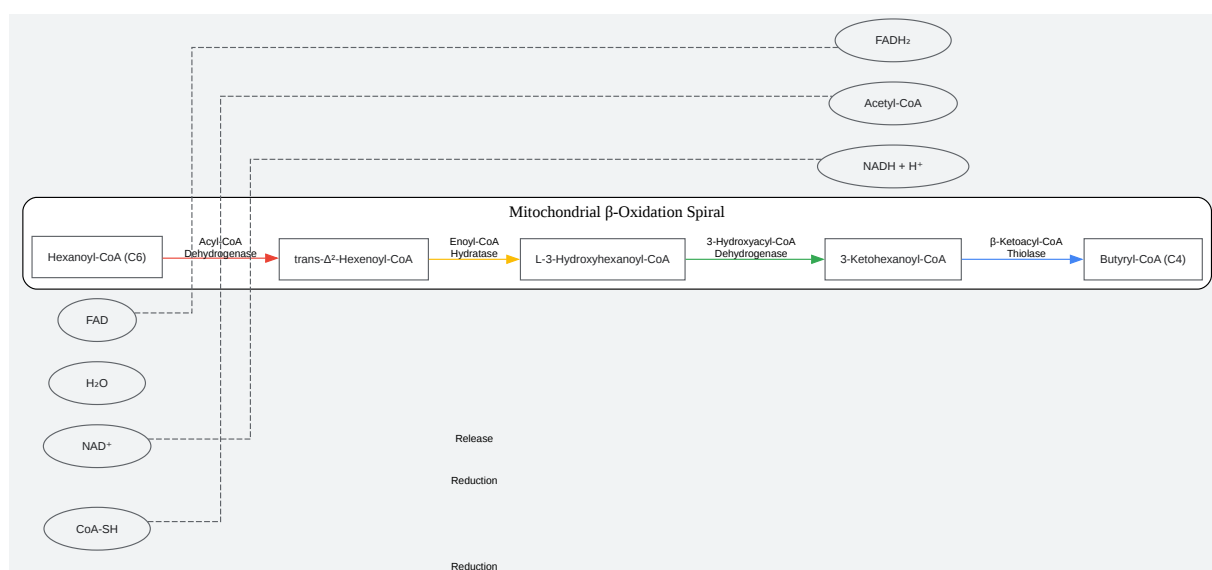 FADH₂
Acetyl-CoA
NADH + H⁺
Mitochondrial β-Oxidation Spiral
Hexanoyl-CoA (C6)
Acyl-CoA
Dehydrogenase
trans-Δ²-Hexenoyl-CoA
Enoyl-CoA
Hydratase
L-3-Hydroxyhexanoyl-CoA
3-Hydroxyacyl-CoA
Dehydrogenase
3-Ketohexanoyl-CoA
β-Ketoacyl-CoA
Thiolase
Butyryl-CoA (C4)
FAD
H₂O
NAD⁺
Release
Reduction
CoA-SH
Reduction